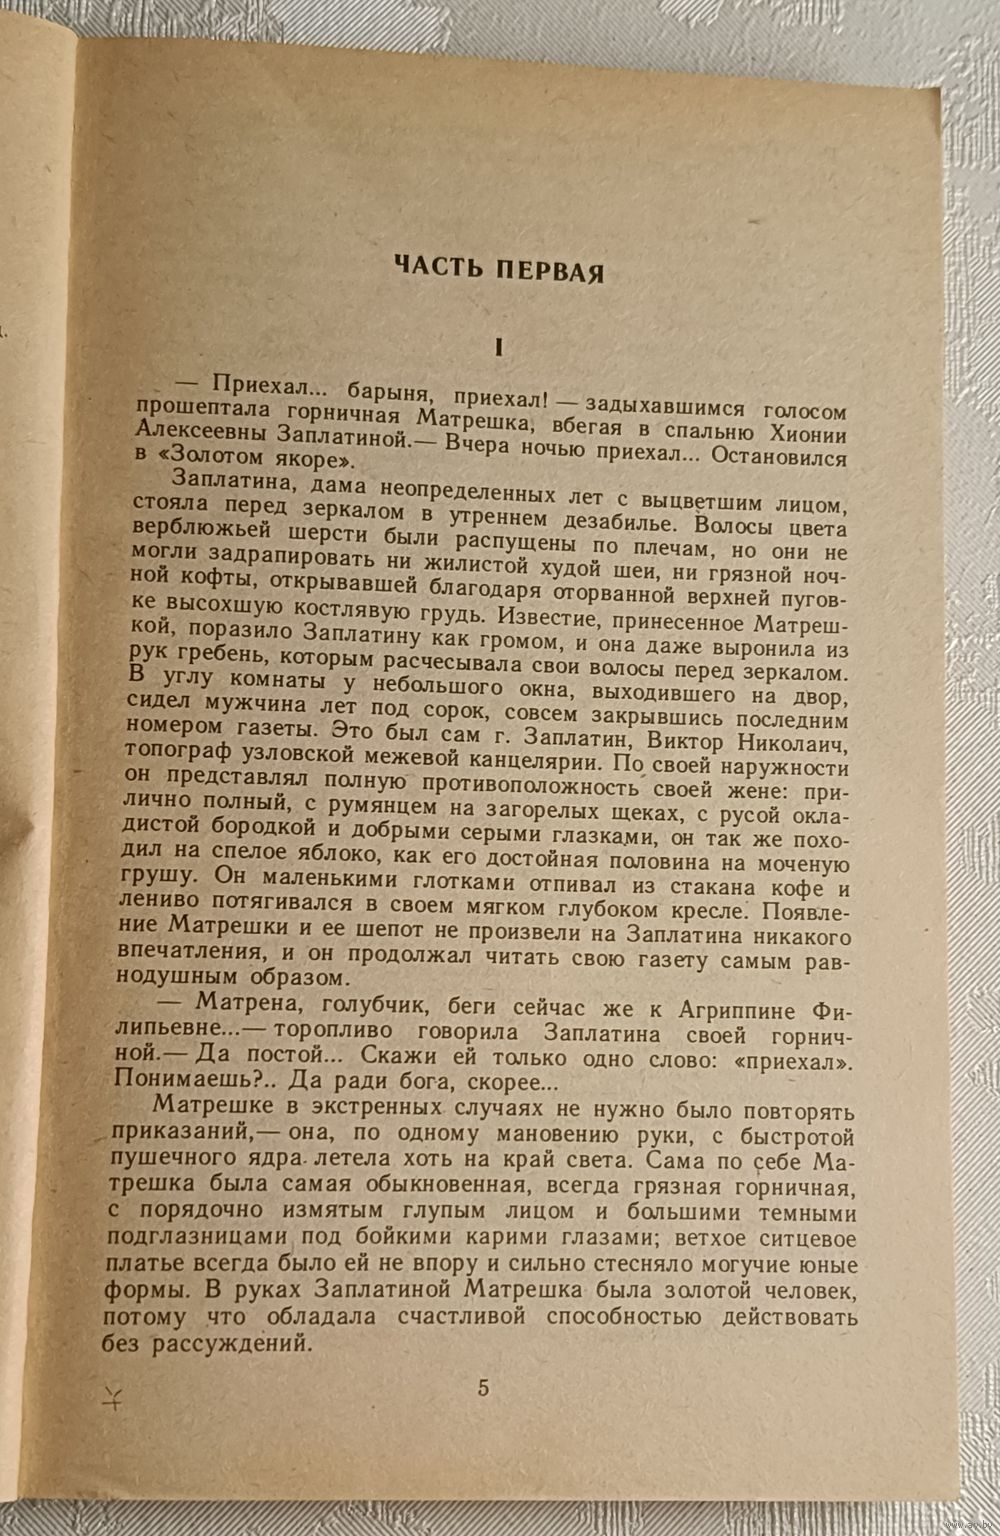 ЧАСТЬ ПЕРВАЯ
I
— Приехал... барыня, приехал! — задыхавшимся голосом
прошептала горничная Матрешка, вбегая в спальню Хионии
Алексеевны Заплатиной.— Вчера ночью приехал... Остановился
в «Золотом якоре».
Заплатина, дама неопределенных лет с выцветшим лицом,
стояла перед зеркалом в утреннем дезабилье. Волосы цвета
верблюжьей шерсти были распущены по плечам, но они не
могли задрапировать ни жилистой худой шеи, ни грязной ноч-
ной кофты, открывавшей благодаря оторванной верхней пугов-
ке высохшую костлявую грудь. Известие, принесенное Матреш-
кой, поразило Заплатину как громом, и она даже выронила из
рук гребень, которым расчесывала свои волосы перед зеркалом.
В углу комнаты у небольшого окна, выходившего на двор,
сидел мужчина лет под сорок, совсем закрывшись последним
номером газеты. Это был сам г. Заплатин, Виктор Николаич,
топограф узловской межевой канцелярии. По своей наружности
он представлял полную противоположность своей жене: при-
лично полный, с румянцем на загорелых щеках, с русой окла-
дистой бородкой и добрыми серыми глазками, он так же похо-
дил на спелое яблоко, как его достойная половина на моченую
грушу. Он маленькими глотками отпивал из стакана кофе и
лениво потягивался в своем мягком глубоком кресле. Появле-
ние Матрешки и ее шепот не произвели на Заплатина никакого
впечатления, и он продолжал читать свою газету самым рав-
нодушным образом.
— Матрена, голубчик, беги сейчас же к Агриппине Фи-
липьевне...— торопливо говорила Заплатина своей горнич-
ной.— Да постой... Скажи ей только одно слово: «приехал».
Понимаешь?.. Да ради бога, скорее...
Матрешке в экстренных случаях не нужно было повторять
приказаний,— она, по одному мановению руки, с быстротой
пушечного ядра летела хоть на край света. Сама по себе Ма-
трешка была самая обыкновенная, всегда грязная горничная,
с порядочно измятым глупым лицом и большими темными
подглазницами под бойкими карими глазами; ветхое ситцевое
платье всегда было ей не впору и сильно стесняло могучие юные
формы. В руках Заплатиной Матрешка была золотой человек,
потому что обладала счастливой способностью действовать
без рассуждений.
5
www.ay.by